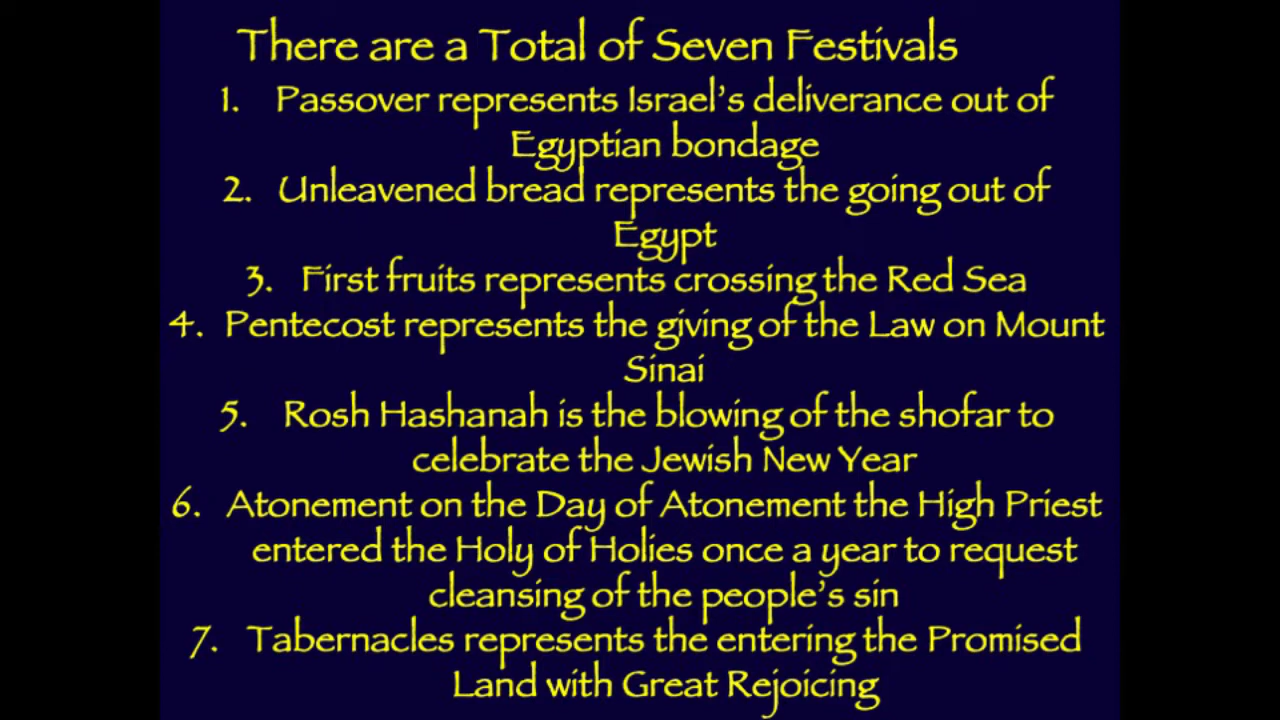 There are a Total of Seven Festivals
1. Passover represents Israel's deliverance out of
Egyptian bondage
2. Unleavened bread represents the going out of
Egypt
3. First fruits represents crossing the Red Sea
4. Pentecost represents the giving of the Law on Mount
Sinai
5. Rosh Hashanah is the blowing of the shofar to
celebrate the Jewish New Year
6. Atonement on the Day of Atonement the High Priest
entered the Holy of Holies once a year to request
cleansing of the people's sin
7. Tabernacles represents the entering the Promised
Land with Great Rejoicing